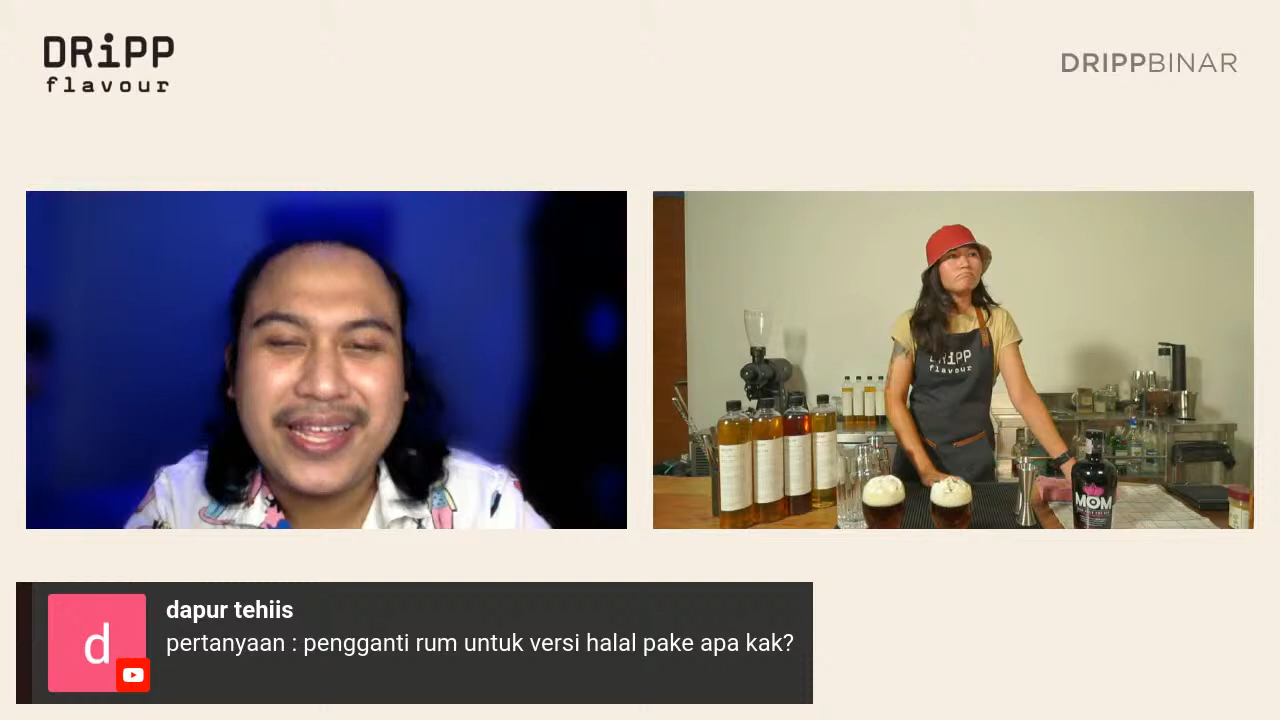 DRiPP
flavour
DRIPPBINAR
DRiPP
flavour
MOM
d
dapur tehiis
pertanyaan : pengganti rum untuk versi halal pake apa kak?